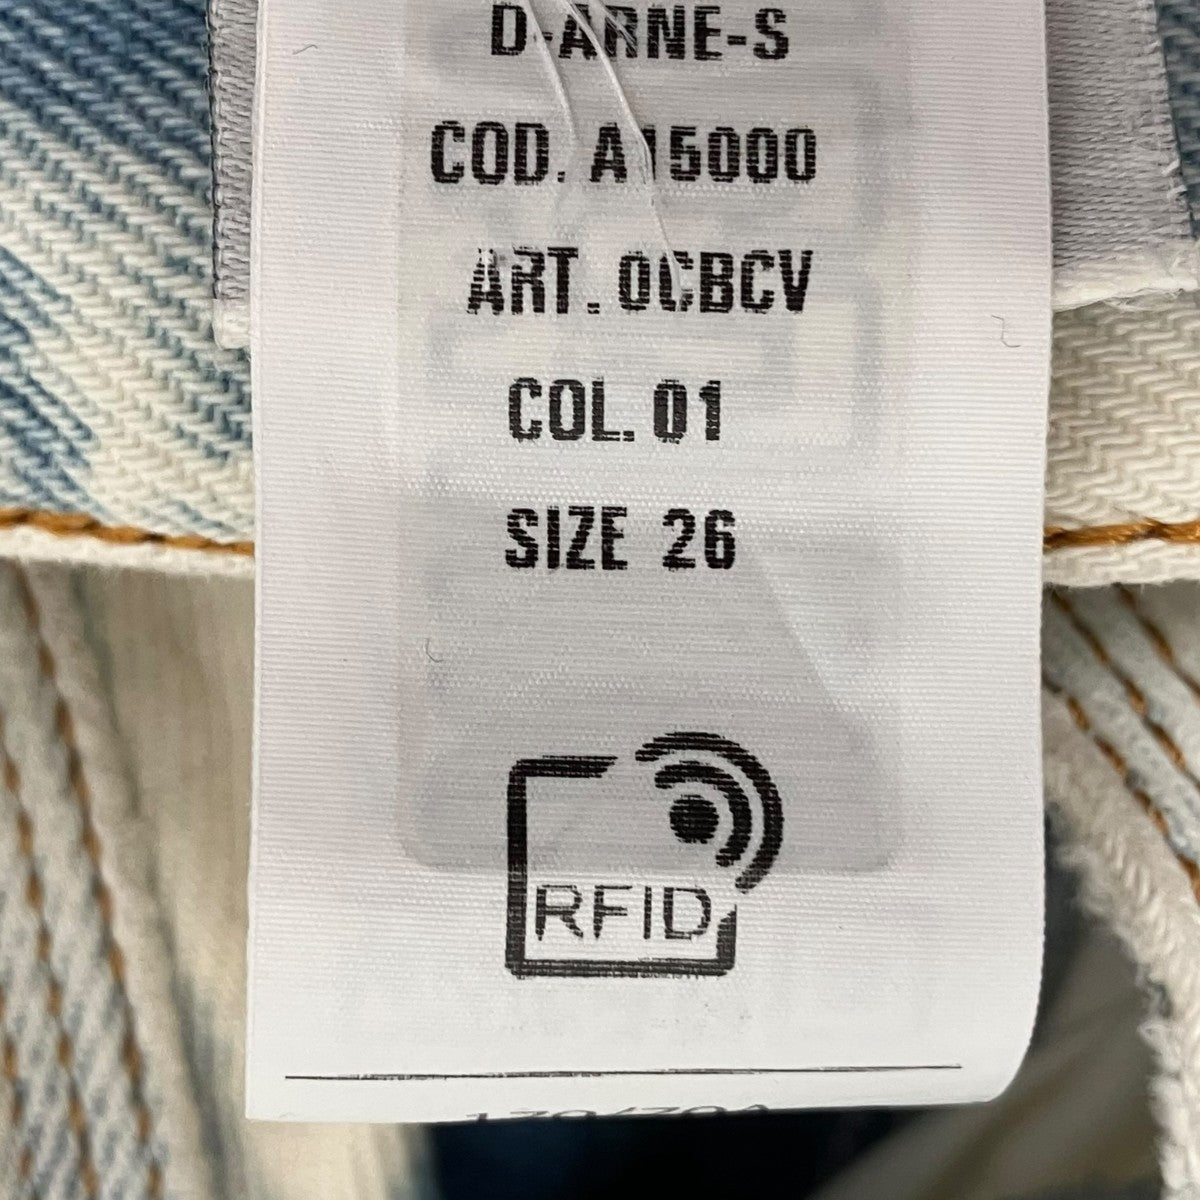 D-ARNE-S
COD. A15000
ART. 0CBCV
COL. 01
SIZE 26
RFID